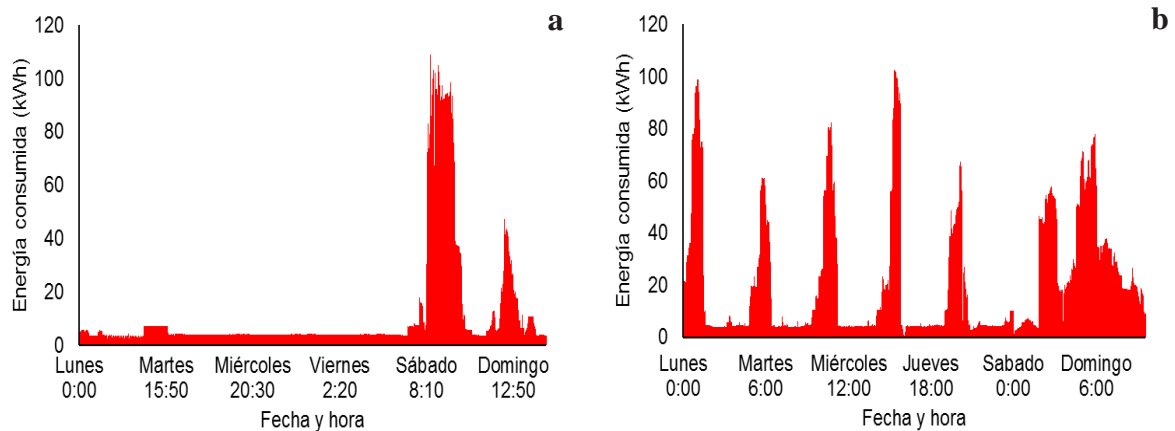 a
Energía consumida (kWh)
120
100
80
60
40
20
0
Lunes Martes Miércoles Viernes Sábado Domingo
0:00 15:50 20:30 2:20 8:10 12:50
Fecha y hora
b
Energía consumida (kWh)
120
100
80
60
40
20
0
Lunes Martes Miércoles Jueves Sábado Domingo
0:00 6:00 12:00 18:00 0:00 6:00
Fecha y hora